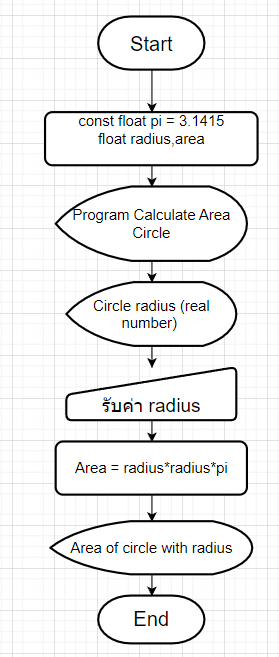 Start
const float pi = 3.1415
float radius,area
Program Calculate Area
Circle
Circle radius (real
number)
รับค่า radius
Area = radius*radius*pi
Area of circle with radius
End